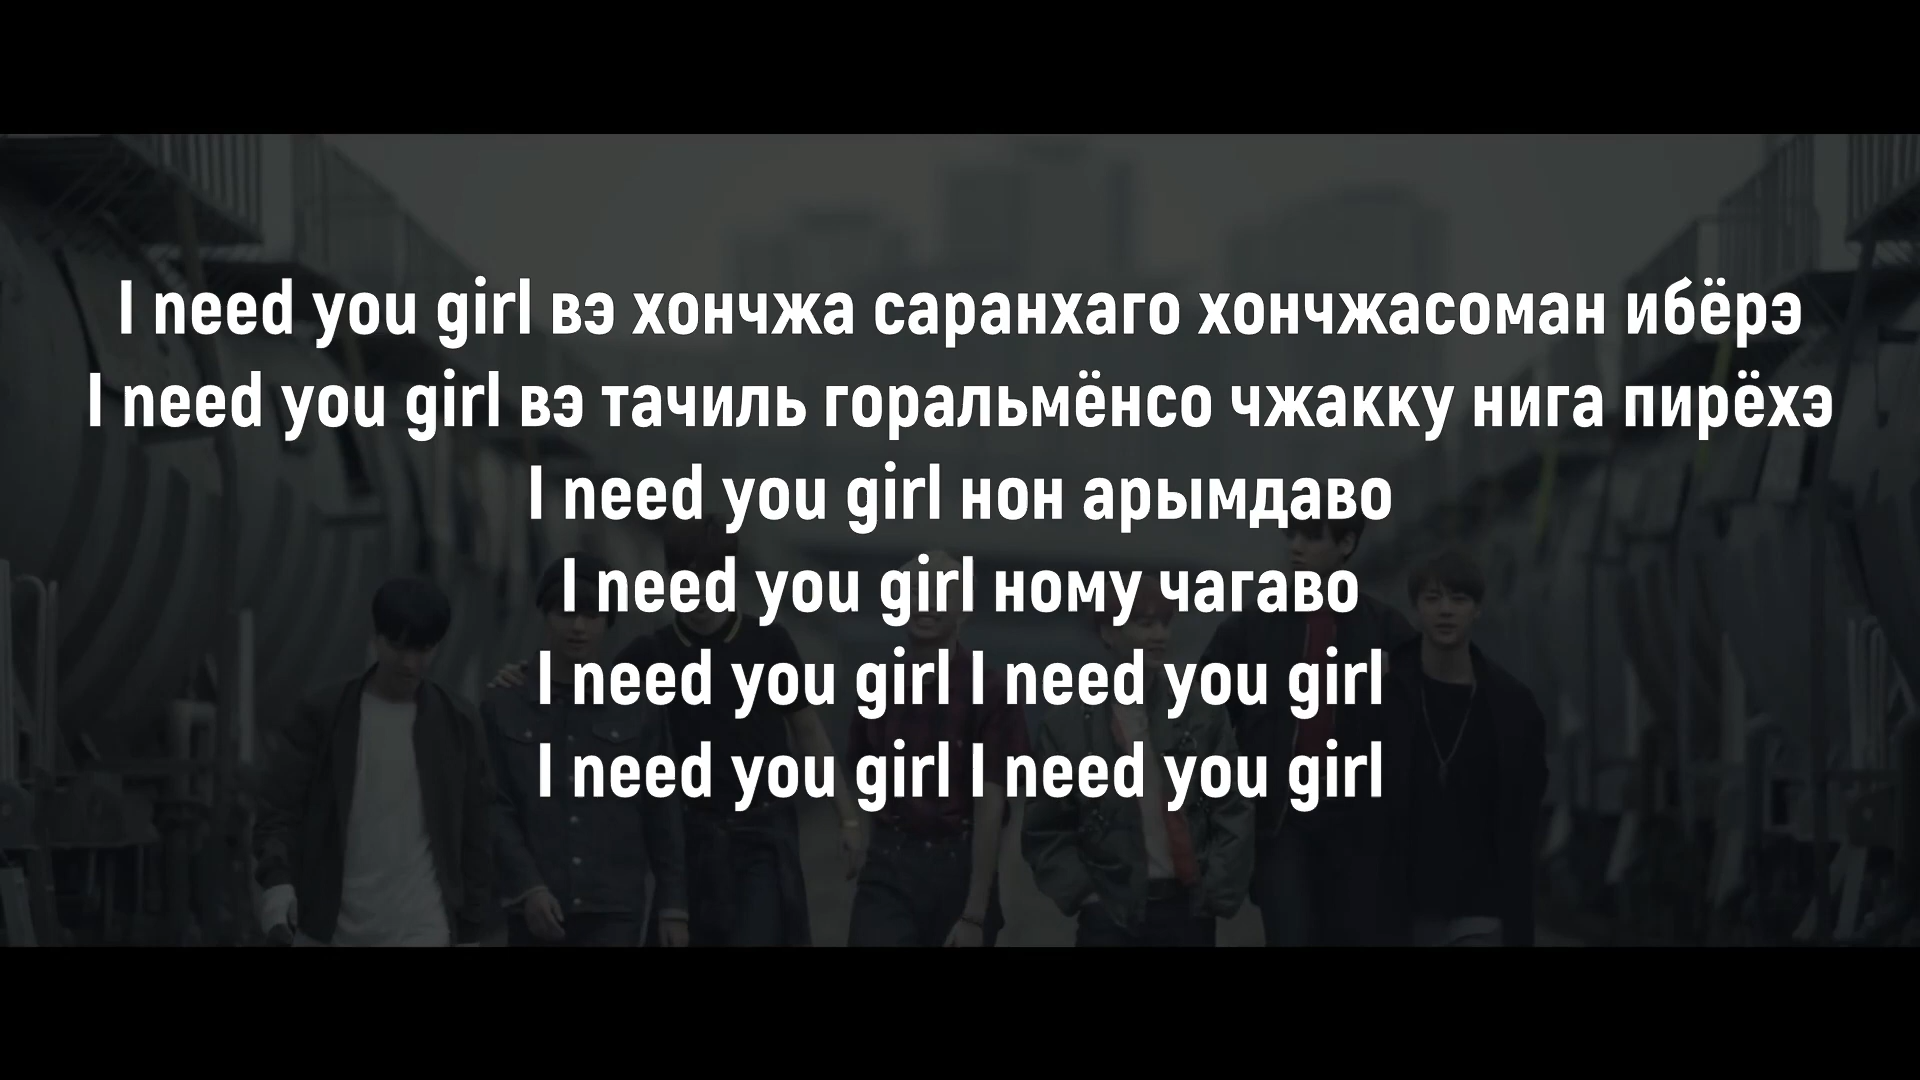 I need you girl вэ хончжа саранхаго хончжасоман ибёрэ
I need you girl вэ тачиль горальмёнсо чжакку нига пирёхэ
I need you girl нон арымдаво
I need you girl ному чагаво
I need you girl I need you girl
I need you girl I need you girl